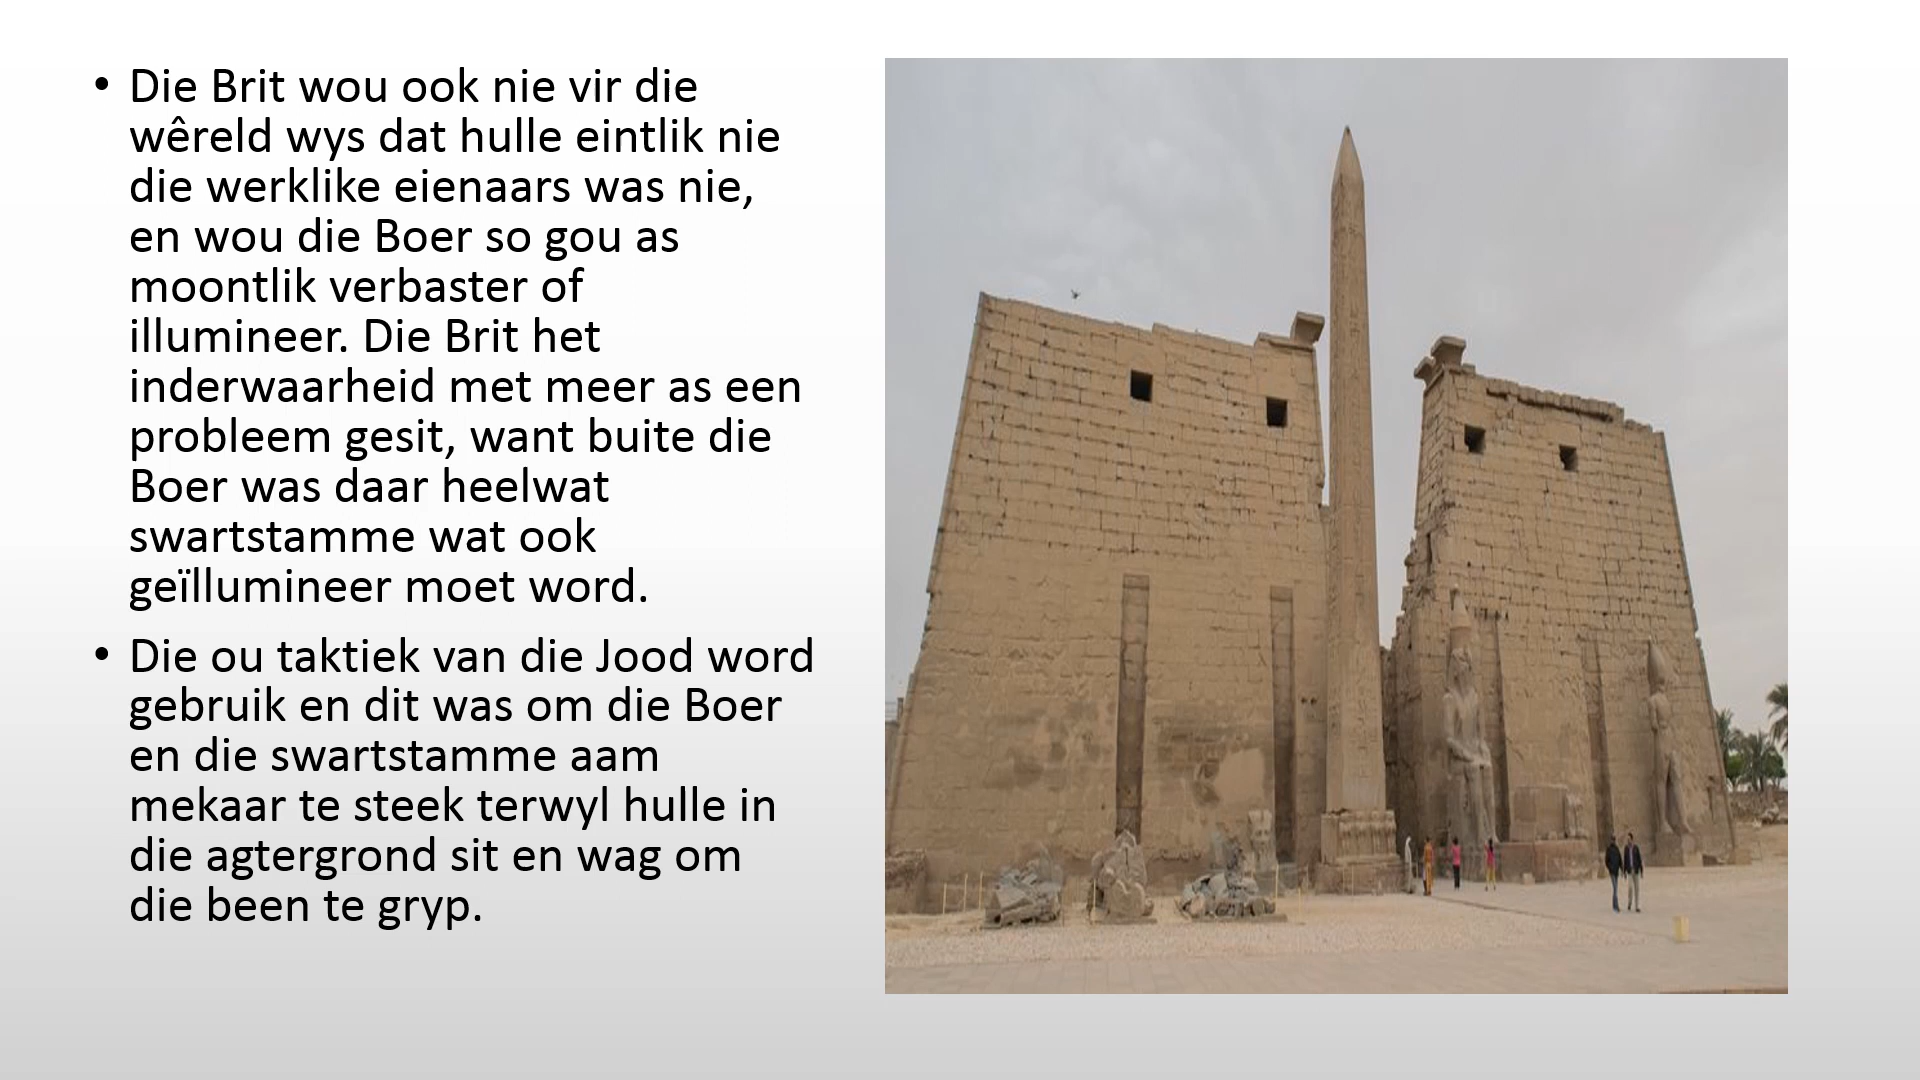 • Die Brit wou ook nie vir die
wêreld wys dat hulle eintlik nie
die werklike eienaars was nie,
en wou die Boer so gou as
moontlik verbaster of
illumineer. Die Brit het
inderwaarheid met meer as een
probleem gesit, want buite die
Boer was daar heelwat
swartstamme wat ook
geïllumineer moet word.
• Die ou taktiek van die Jood word
gebruik en dit was om die Boer
en die swartstamme aam
mekaar te steek terwyl hulle in
die agtergrond sit en wag om
die been te gryp.